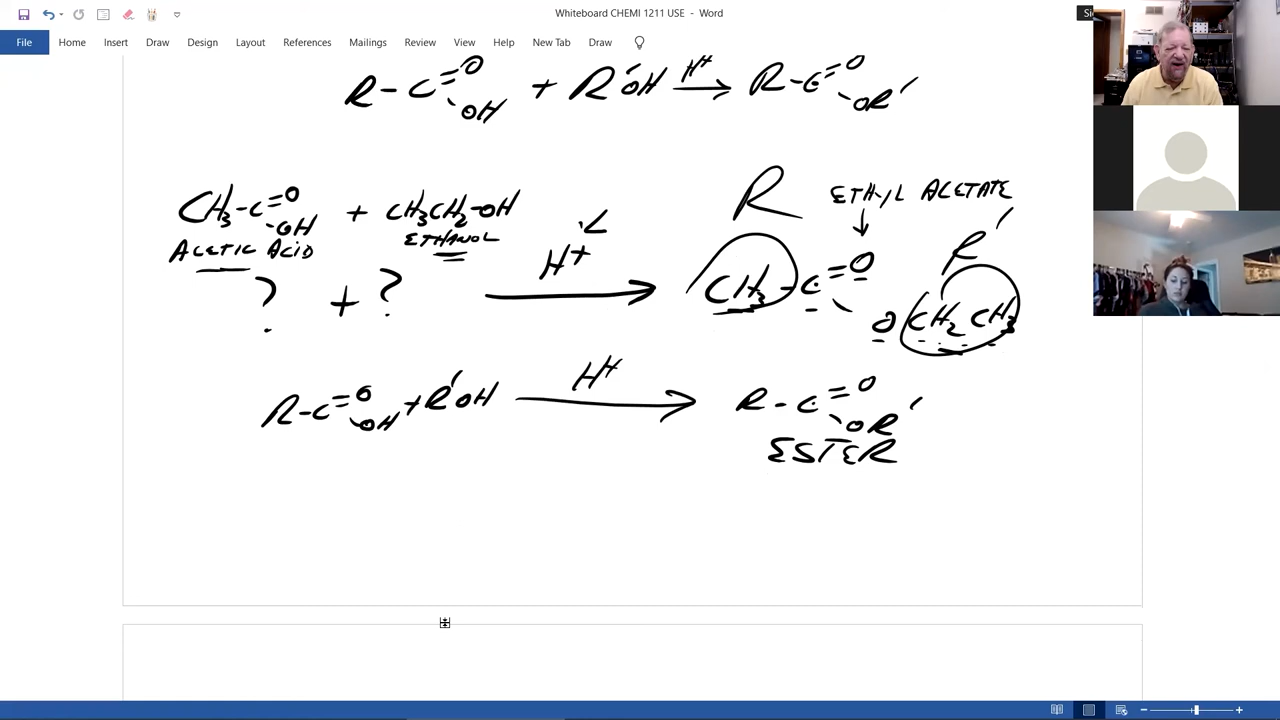 Whiteboard CHEMI 1211 USE - Word
File Home Insert Draw Design Layout References Mailings Review View Help New Tab Draw
R-C=O OH + R'OH H+ → R-C=O OR'
CH3-C=O OH + CH3CH2-OH
ACETIC ACID ETHANOL
? + ? H+ →
R ETHYL ACETATE R'
CH3-C=O OCH2CH3
R-C=O OH + R'OH H+ → R-C=O OR'
ESTER